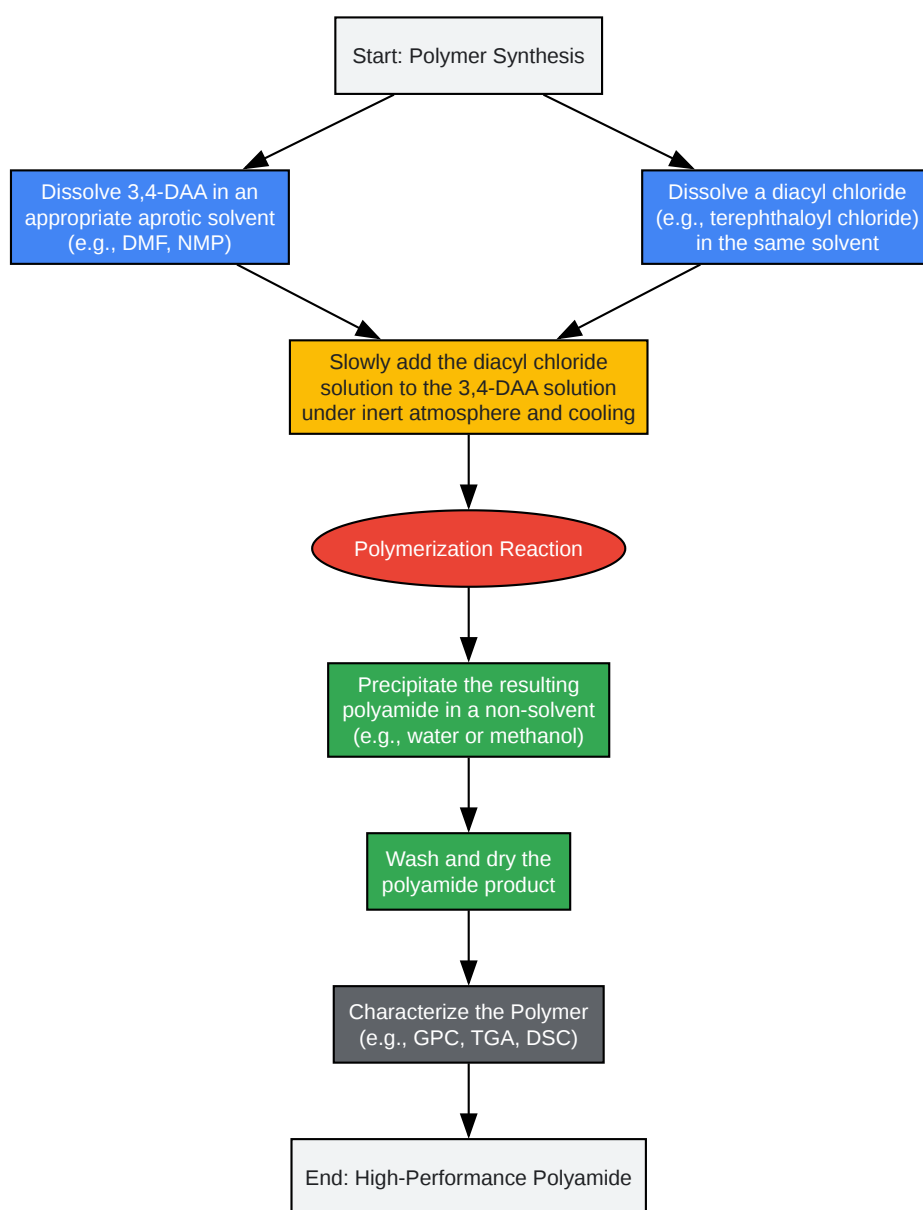 Start: Polymer Synthesis
Dissolve 3,4-DAA in an
appropriate aprotic solvent
(e.g., DMF, NMP)
Dissolve a diacyl chloride
(e.g., terephthaloyl chloride)
in the same solvent
Slowly add the diacyl chloride
solution to the 3,4-DAA solution
under inert atmosphere and cooling
Polymerization Reaction
Precipitate the resulting
polyamide in a non-solvent
(e.g., water or methanol)
Wash and dry the
polyamide product
Characterize the Polymer
(e.g., GPC, TGA, DSC)
End: High-Performance Polyamide